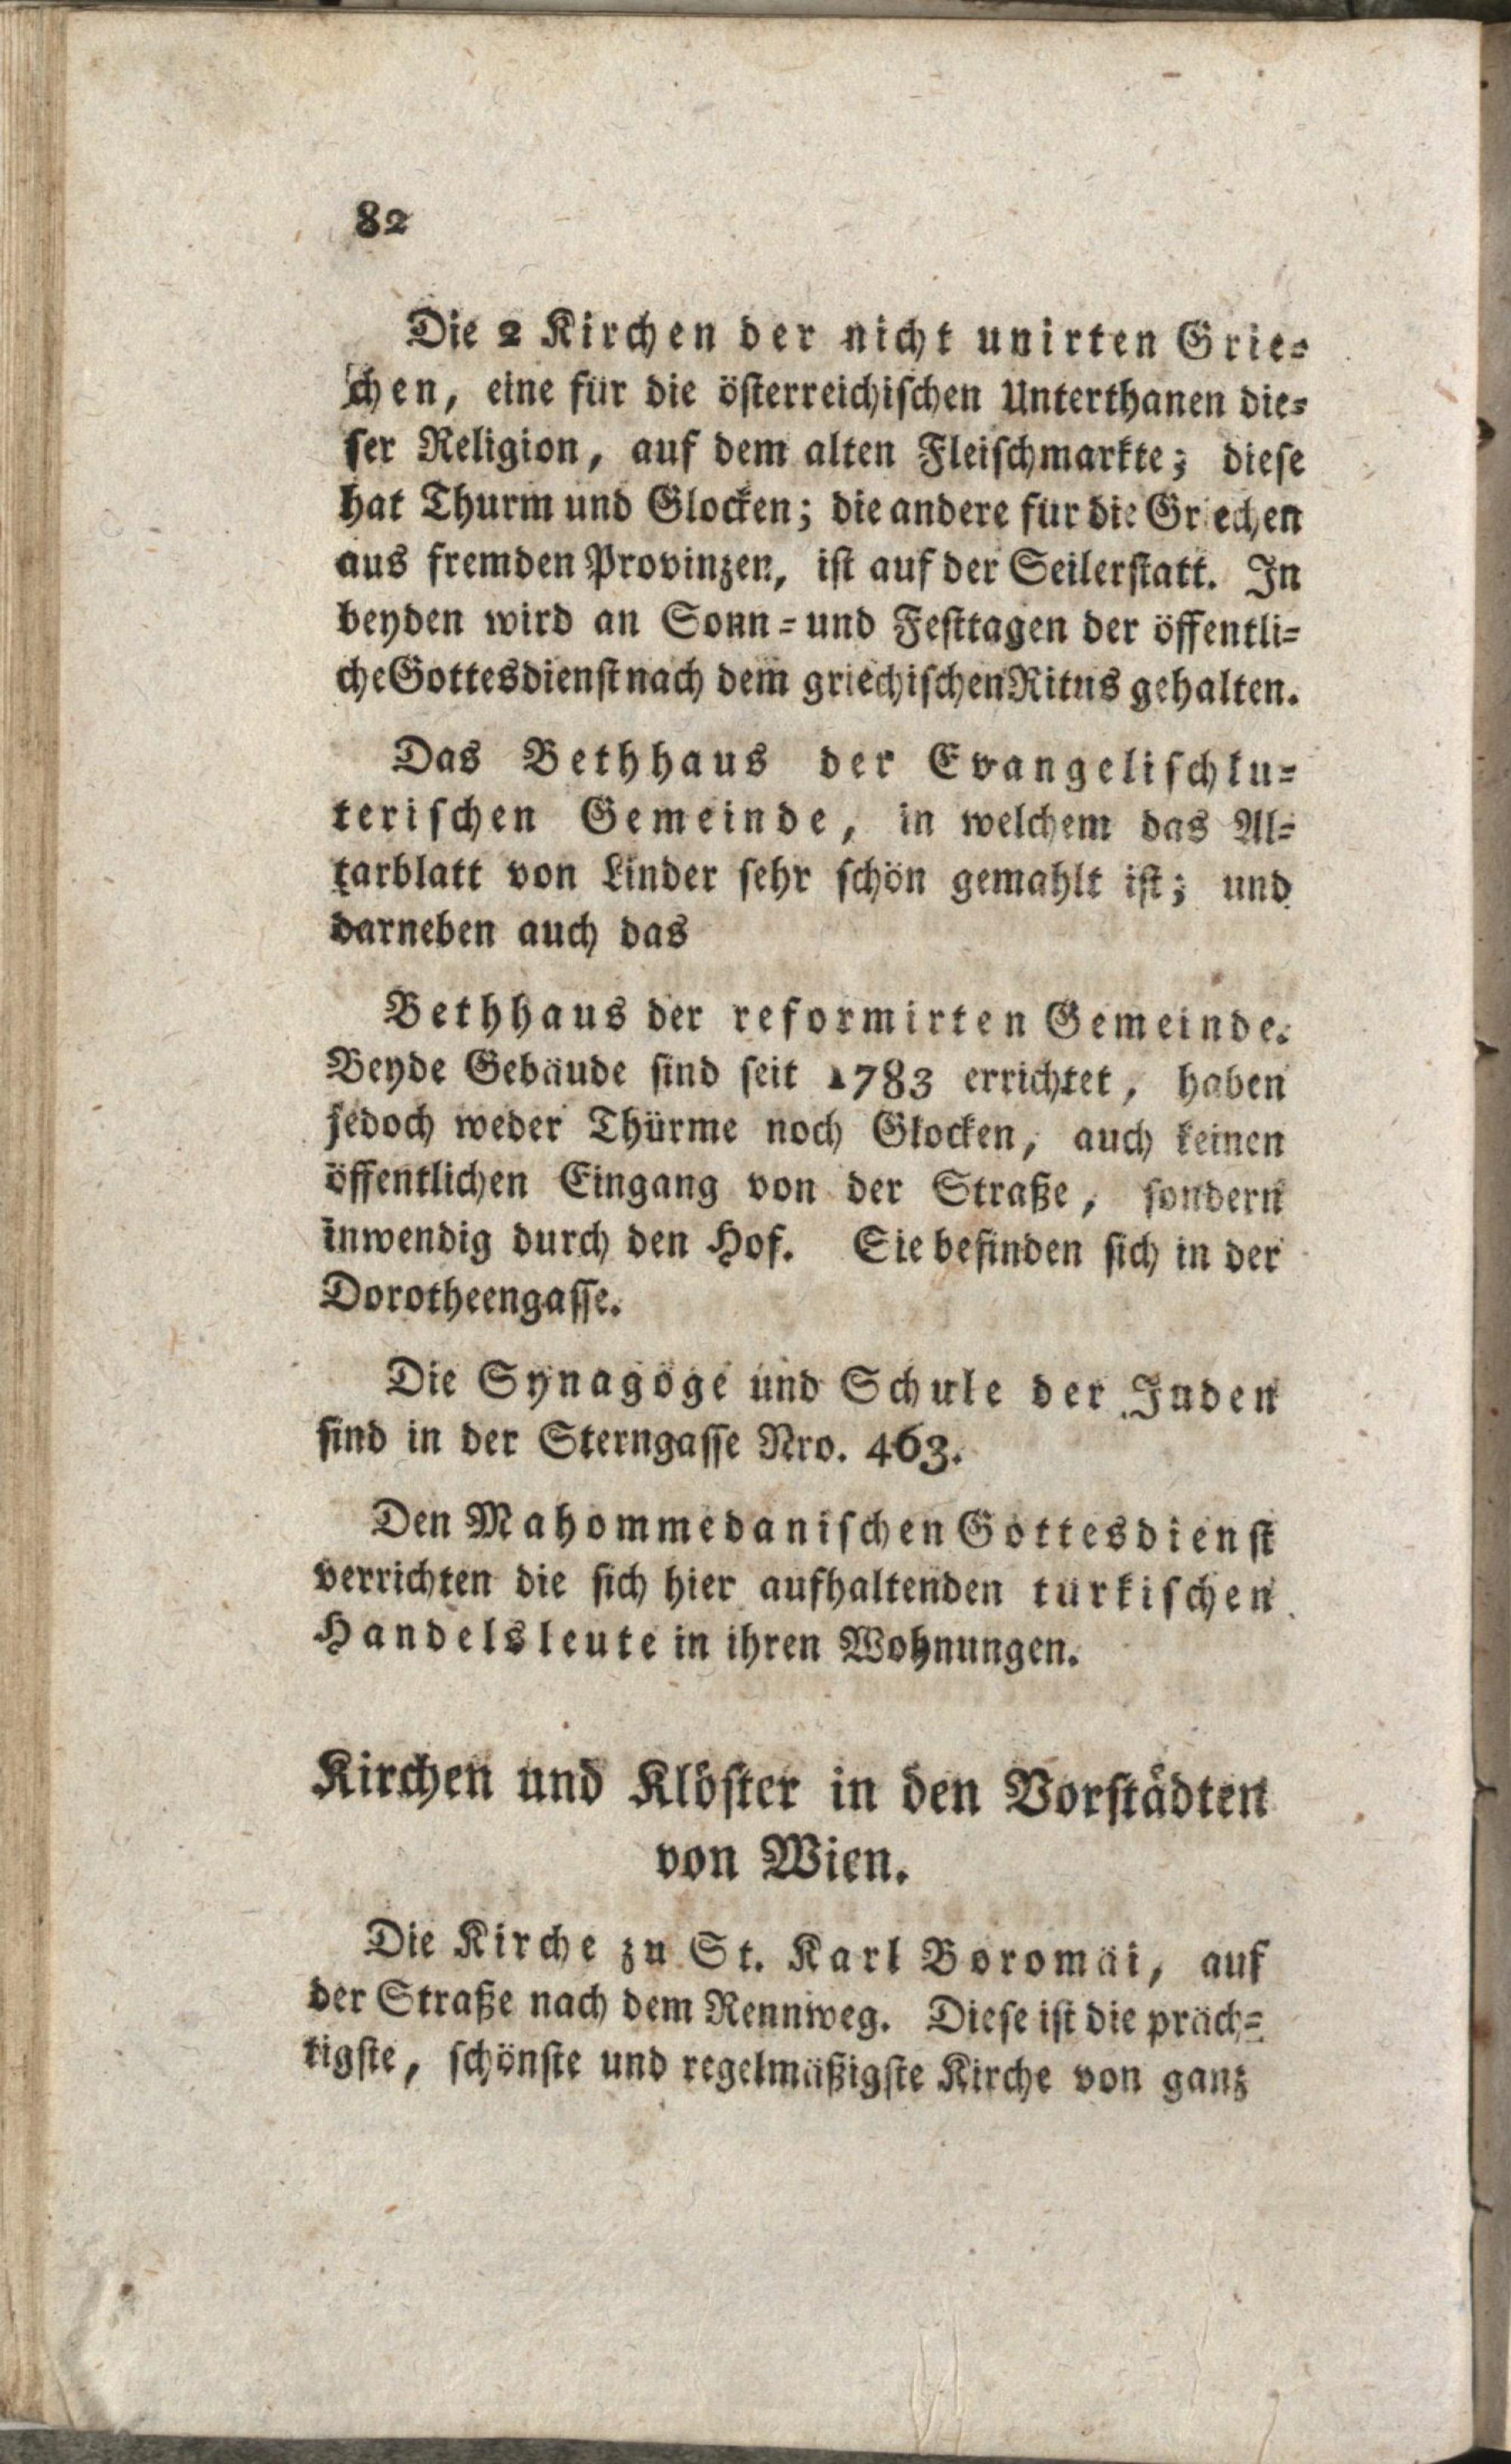 82
Die 2 Kirchen der nicht unirten Grie=
chen, eine für die österreichischen Unterthanen die=
ser Religion, auf dem alten Fleischmarkte; diese
hat Thurm und Glocken; die andere für die Griechen
aus fremden Provinzen, ist auf der Seilerstatt. In
beyden wird an Sonn= und Festtagen der öffentli=
che Gottesdienst nach dem griechischen Ritus gehalten.
Das Bethhaus der Evangelischlu=
terischen Gemeinde, in welchem das Al=
tarblatt von Linder sehr schön gemahlt ist; und
darneben auch das
Bethhaus der reformirten Gemeinde.
Beyde Gebäude sind seit 1783 errichtet, haben
jedoch weder Thürme noch Glocken, auch keinen
öffentlichen Eingang von der Straße, sondern
inwendig durch den Hof. Sie befinden sich in der
Dorotheengasse.
Die Synagoge und Schule der Juden
sind in der Sterngasse Nro. 463.
Den Mahommedanischen Gottesdienst
verrichten die sich hier aufhaltenden türkischen
Handelsleute in ihren Wohnungen.
Kirchen und Klöster in den Vorstädten
von Wien.
Die Kirche zu St. Karl Boromäi, auf
der Straße nach dem Rennweg. Diese ist die präch=
tigste, schönste und regelmäßigste Kirche von ganz